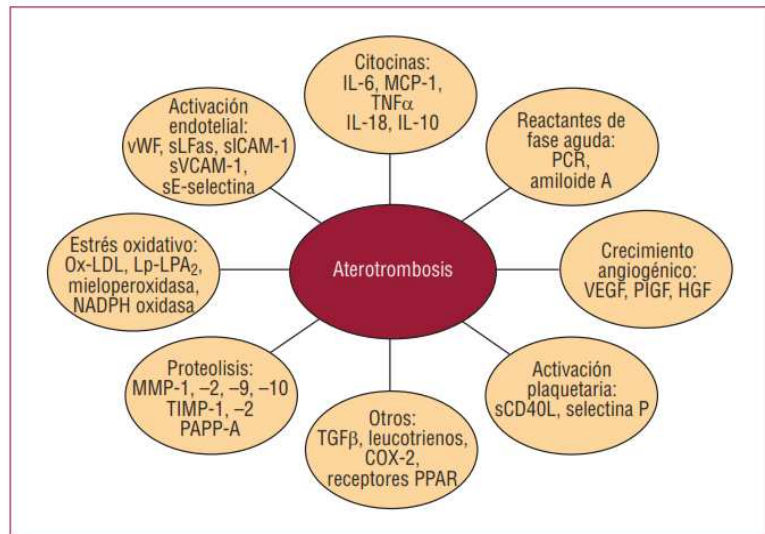 Citocinas:
IL-6, MCP-1,
TNFα
IL-18, IL-10
Activación
endotelial:
vWF, sLFas, sICAM-1
sVCAM-1,
sE-selectina
Reactantes de
fase aguda:
PCR,
amiloide A
Estrés oxidativo:
Ox-LDL, Lp-LPA₂,
mieloperoxidasa,
NADPH oxidasa
Aterotrombosis
Crecimiento
angiogénico:
VEGF, PlGF, HGF
Proteolisis:
MMP-1, –2, –9, –10
TIMP-1, –2
PAPP-A
Otros:
TGFβ, leucotrienos,
COX-2,
receptores PPAR
Activación
plaquetaria:
sCD40L, selectina P